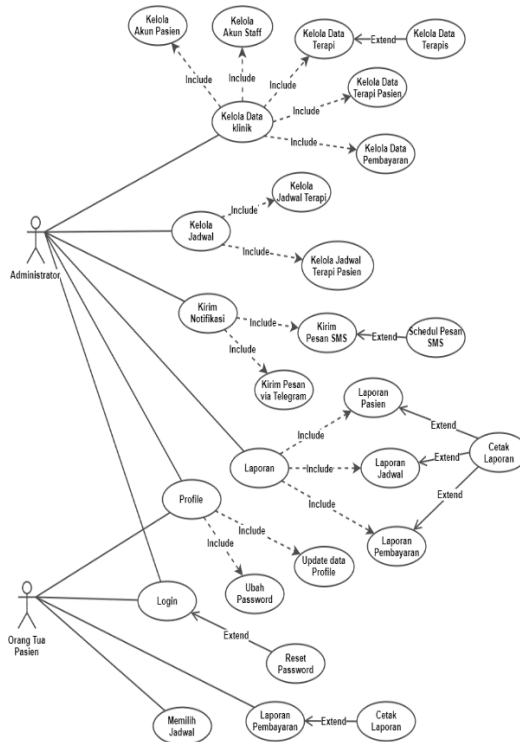 Kelola
Akun Pasien
Kelola
Akun Staff
Kelola Data
Terapi
Extend
Kelola Data
Terapis
Include
Include
Include
Kelola Data
Terapi Pasien
Include
Kelola Data
klinik
Include
Kelola Data
Pembayaran
Kelola
Jadwal Terapi
Include
Kelola
Jadwal
Include
Kelola Jadwal
Terapi Pasien
Administrator
Kirim
Notifikasi
Include
Kirim
Pesan SMS
Extend
Schedul Pesan
SMS
Include
Kirim Pesan
via Telegram
Laporan
Pasien
Extend
Include
Cetak
Laporan
Laporan
Include
Laporan
Jadwal
Extend
Extend
Include
Profile
Laporan
Pembayaran
Include
Include
Update data
Profile
Ubah
Password
Login
Orang Tua
Pasien
Extend
Reset
Password
Memilih
Jadwal
Laporan
Pembayaran
Extend
Cetak
Laporan